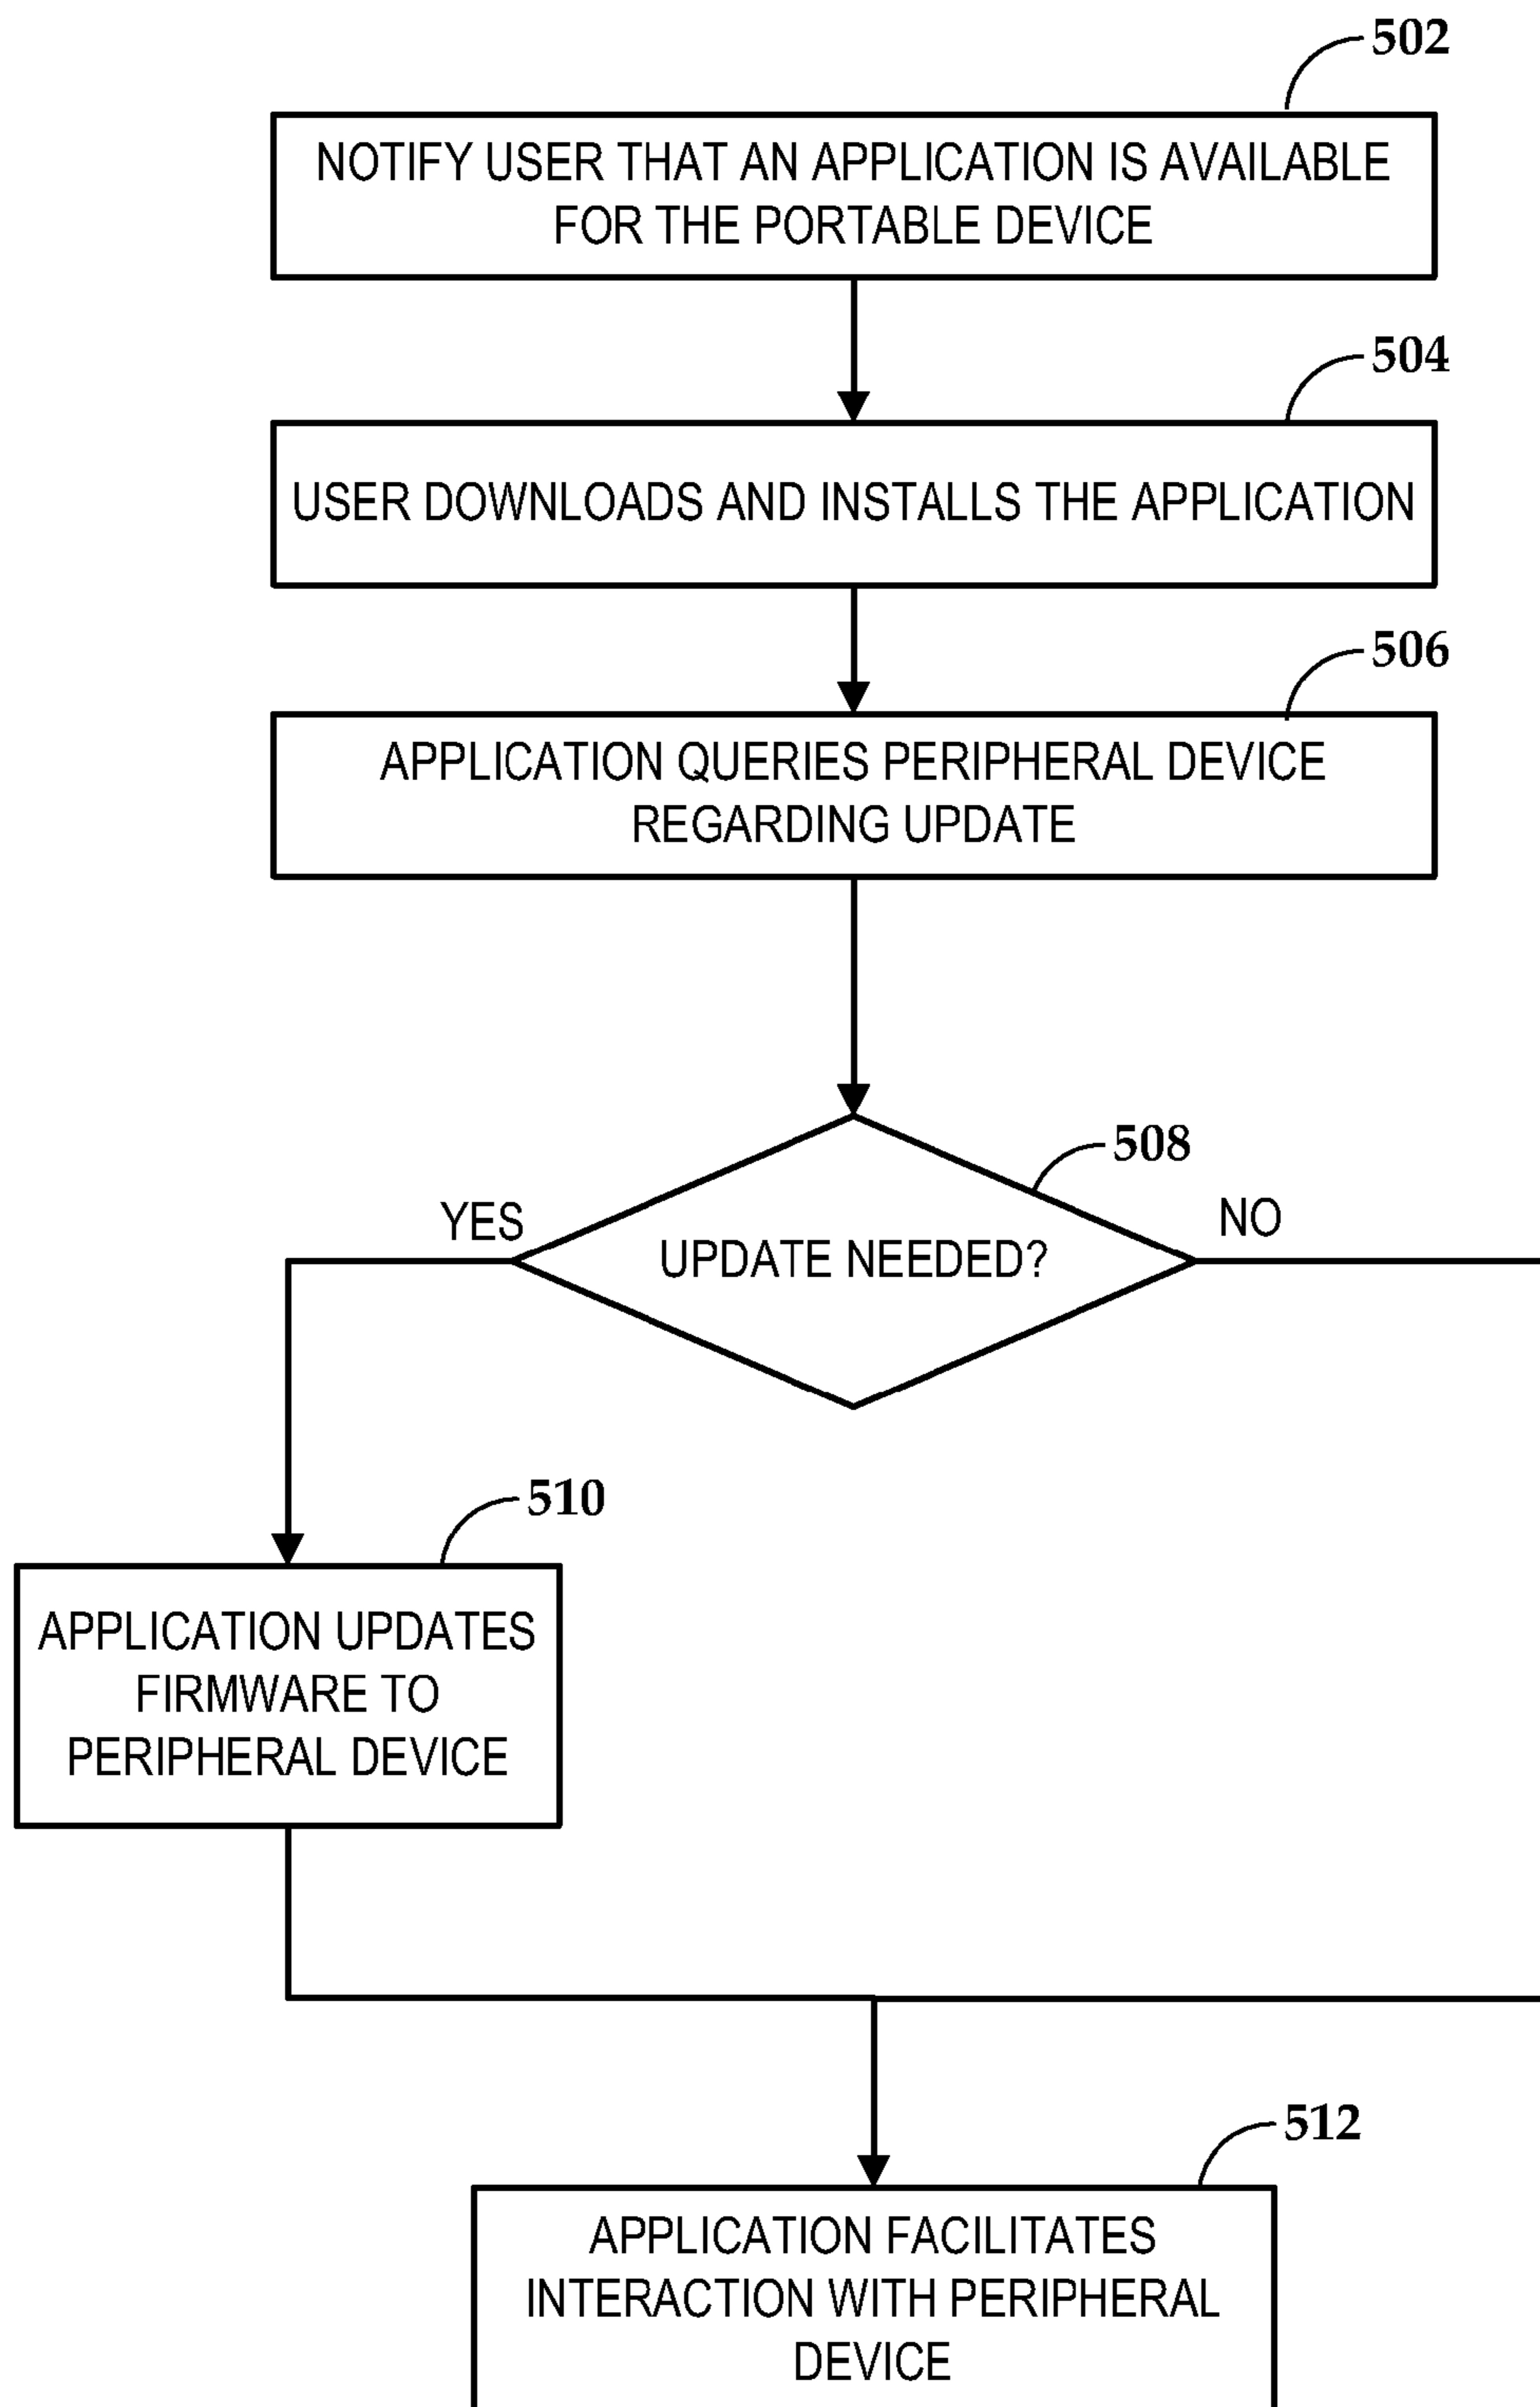 502
NOTIFY USER THAT AN APPLICATION IS AVAILABLE
FOR THE PORTABLE DEVICE
504
USER DOWNLOADS AND INSTALLS THE APPLICATION
506
APPLICATION QUERIES PERIPHERAL DEVICE
REGARDING UPDATE
508
YES
UPDATE NEEDED?
NO
510
APPLICATION UPDATES
FIRMWARE TO
PERIPHERAL DEVICE
512
APPLICATION FACILITATES
INTERACTION WITH PERIPHERAL
DEVICE